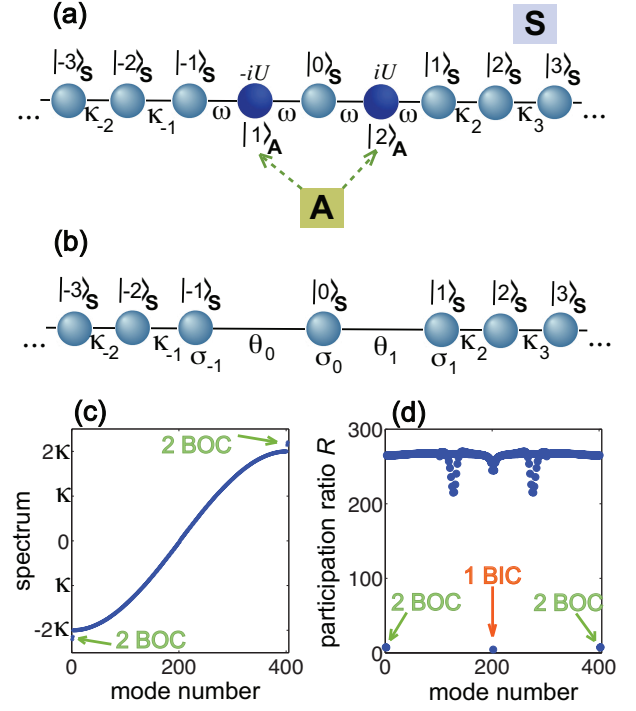 (a)
S
|-3⟩S |-2⟩S |-1⟩S -iU |0⟩S iU |1⟩S |2⟩S |3⟩S
... κ-2 κ-1 ω ω ω ω κ2 κ3 ...
|1⟩A |2⟩A
A
(b)
|-3⟩S |-2⟩S |-1⟩S |0⟩S |1⟩S |2⟩S |3⟩S
... κ-2 κ-1 σ-1 θ0 σ0 θ1 σ1 κ2 κ3 ...
(c)
2 BOC
2κ
κ
0
κ
-2κ
spectrum
2 BOC
0 200 400
mode number
(d)
300
200
100
0
participation ratio R
1 BIC
2 BOC 2 BOC
0 200 400
mode number